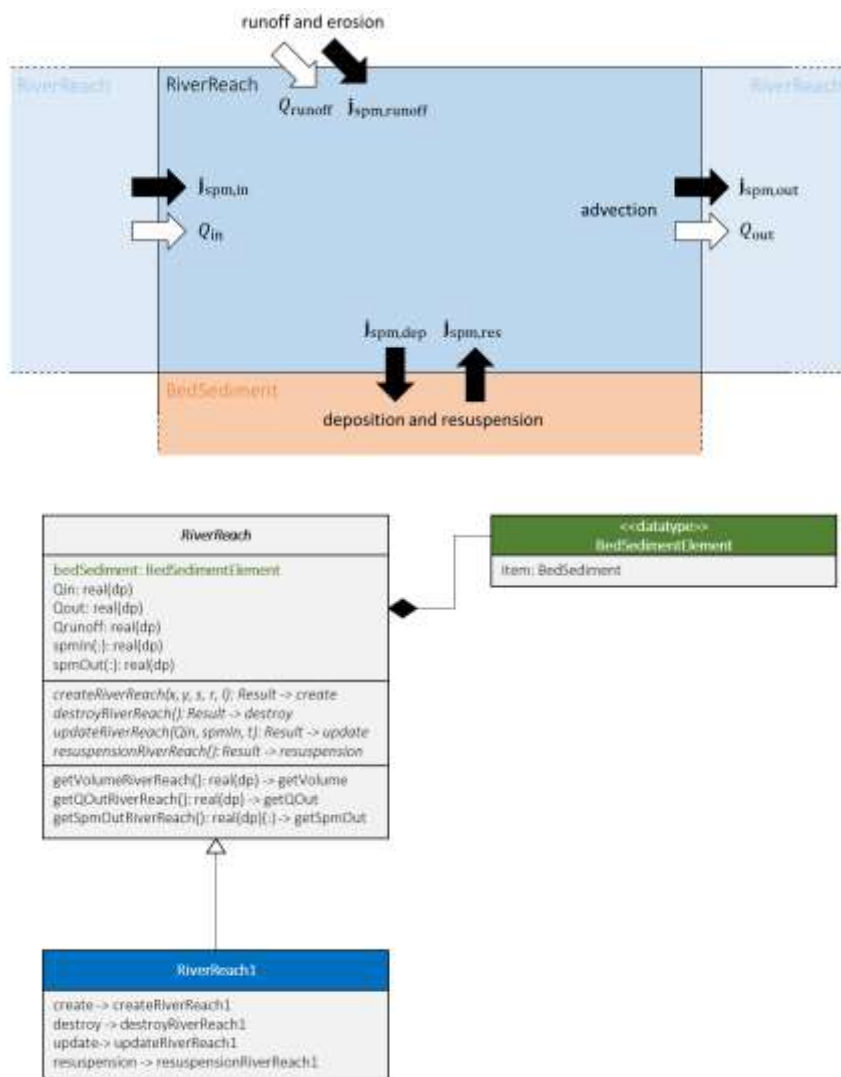 runoff and erosion
RiverReach
RiverReach
RiverReach
Qrunoff
jspm,runoff
jspm,in
jspm,out
advection
Qin
Qout
jspm,dep
jspm,res
BedSediment
deposition and resuspension
RiverReach
<<datatype>>
BedSedimentElement
bedSediment: BedSedimentElement
item: BedSediment
Qin: real(dp)
Qout: real(dp)
Qrunoff: real(dp)
spmIn(:): real(dp)
spmOut(:): real(dp)
createRiverReach(x, y, s, r, l): Result -> create
destroyRiverReach(): Result -> destroy
updateRiverReach(Qin, spmIn, t): Result -> update
resuspensionRiverReach(): Result -> resuspension
getVolumeRiverReach(): real(dp) -> getVolume
getQOutRiverReach(): real(dp) -> getQOut
getSpmOutRiverReach(): real(dp)(:) -> getSpmOut
RiverReach1
create -> createRiverReach1
destroy -> destroyRiverReach1
update-> updateRiverReach1
resuspension -> resuspensionRiverReach1